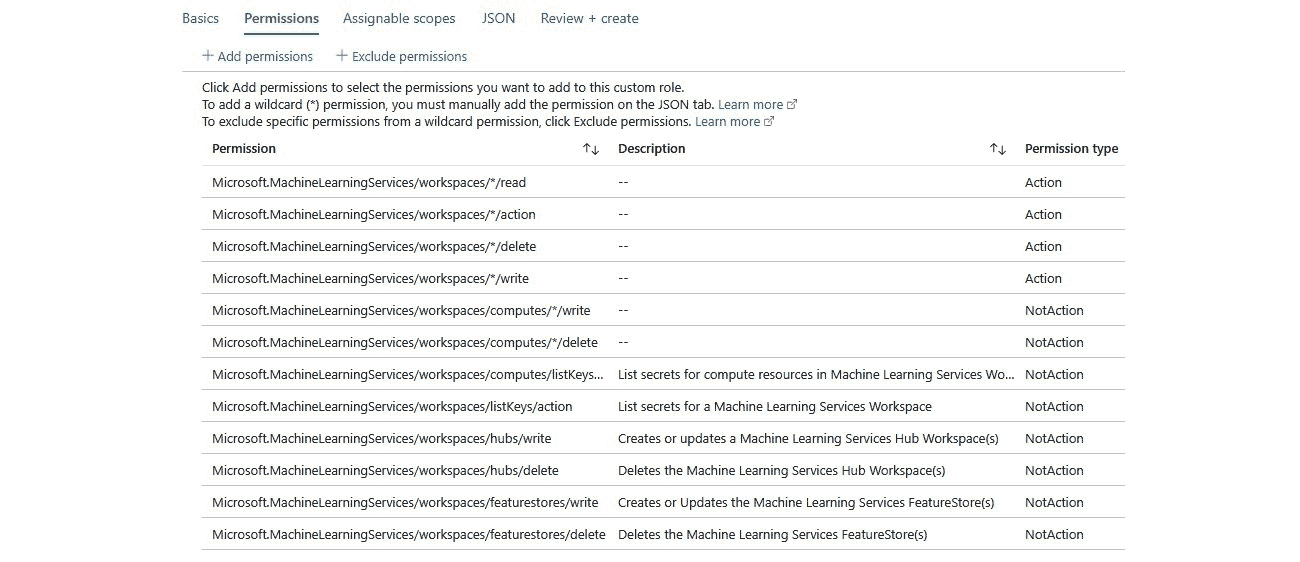 Basics Permissions Assignable scopes JSON Review + create
+ Add permissions + Exclude permissions
Click Add permissions to select the permissions you want to add to this custom role.
To add a wildcard (*) permission, you must manually add the permission on the JSON tab. Learn more
To exclude specific permissions from a wildcard permission, click Exclude permissions. Learn more
Permission ↑↓ Description ↑↓ Permission type
Microsoft.MachineLearningServices/workspaces/*/read -- Action
Microsoft.MachineLearningServices/workspaces/*/action -- Action
Microsoft.MachineLearningServices/workspaces/*/delete -- Action
Microsoft.MachineLearningServices/workspaces/*/write -- Action
Microsoft.MachineLearningServices/workspaces/computes/*/write -- NotAction
Microsoft.MachineLearningServices/workspaces/computes/*/delete -- NotAction
Microsoft.MachineLearningServices/workspaces/computes/listKeys... List secrets for compute resources in Machine Learning Services Wo... NotAction
Microsoft.MachineLearningServices/workspaces/listKeys/action List secrets for a Machine Learning Services Workspace NotAction
Microsoft.MachineLearningServices/workspaces/hubs/write Creates or updates a Machine Learning Services Hub Workspace(s) NotAction
Microsoft.MachineLearningServices/workspaces/hubs/delete Deletes the Machine Learning Services Hub Workspace(s) NotAction
Microsoft.MachineLearningServices/workspaces/featurestores/write Creates or Updates the Machine Learning Services FeatureStore(s) NotAction
Microsoft.MachineLearningServices/workspaces/featurestores/delete Deletes the Machine Learning Services FeatureStore(s) NotAction